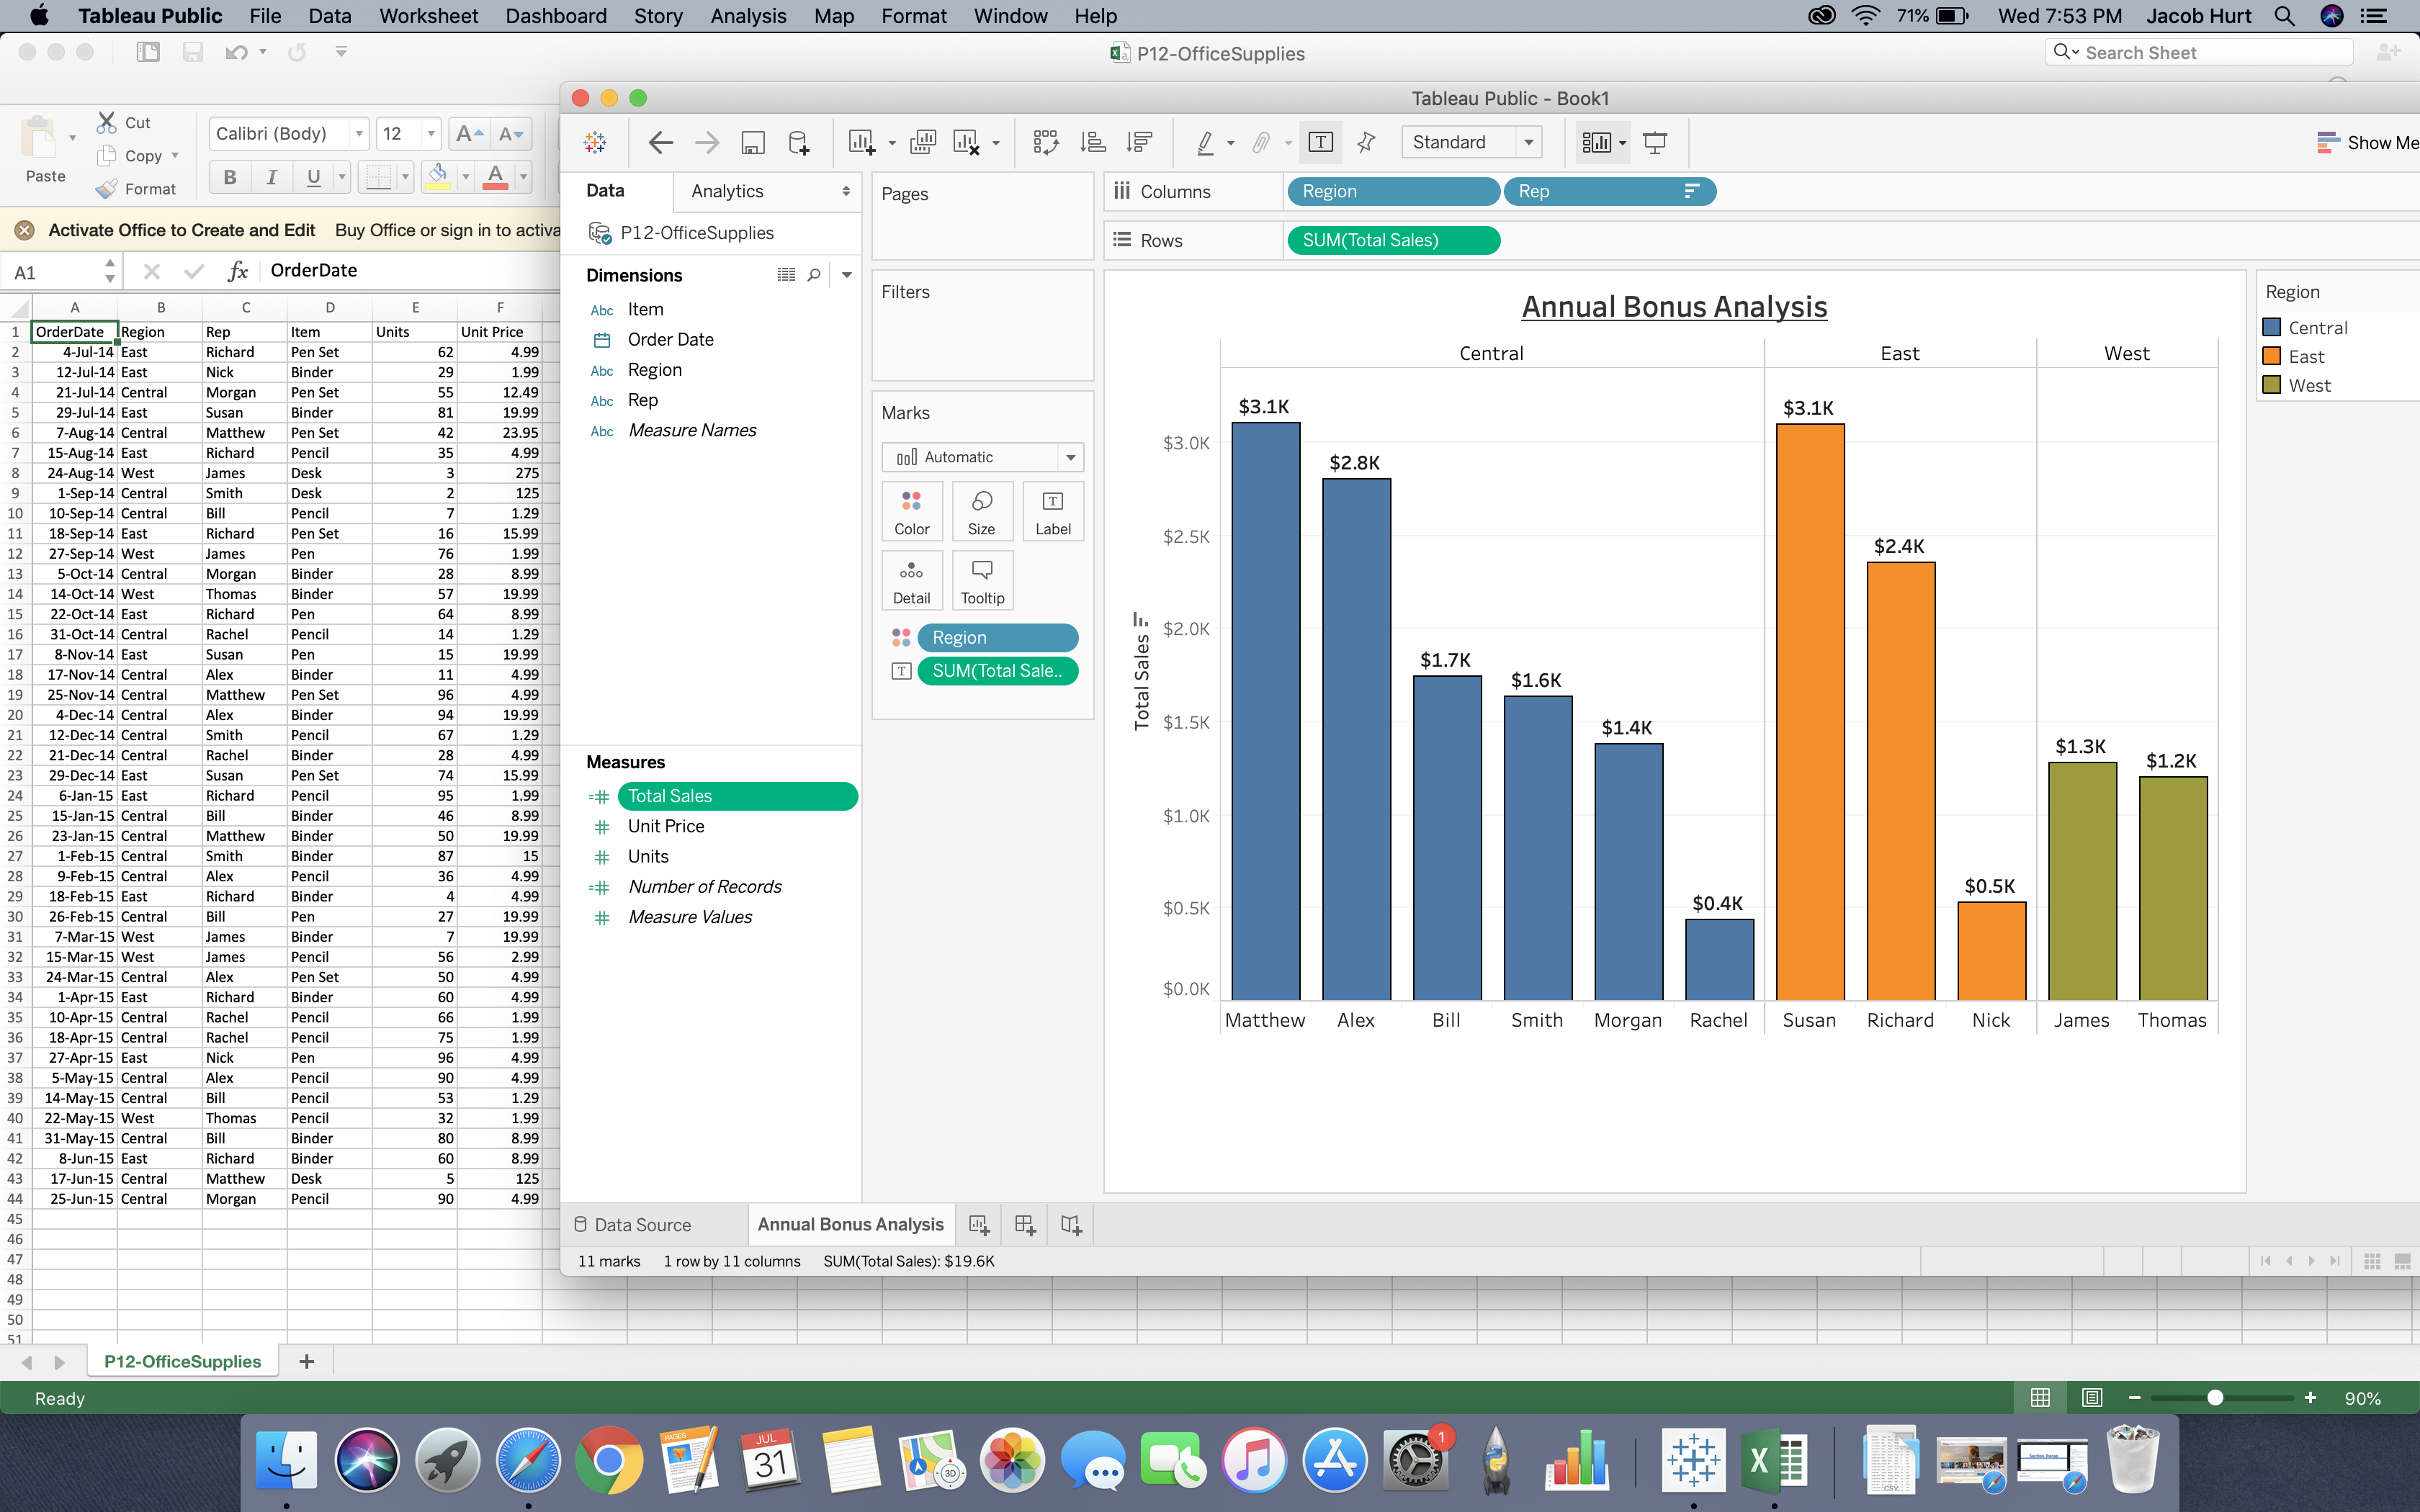 Tableau Public File Data Worksheet Dashboard Story Analysis Map Format Window Help 71% Wed 7:53 PM Jacob Hurt
P12-OfficeSupplies Search Sheet
Tableau Public - Book1
Cut
Copy
Format
Paste
Calibri (Body) 12 A A
B I U A
Standard
Show Me
Activate Office to Create and Edit Buy Office or sign in to activa
A1 fx OrderDate
A B C D E F
1 OrderDate Region Rep Item Units Unit Price
2 4-Jul-14 East Richard Pen Set 62 4.99
3 12-Jul-14 East Nick Binder 29 1.99
4 21-Jul-14 Central Morgan Pen Set 55 12.49
5 29-Jul-14 East Susan Binder 81 19.99
6 7-Aug-14 Central Matthew Pen Set 42 23.95
7 15-Aug-14 East Richard Pencil 35 4.99
8 24-Aug-14 West James Desk 3 275
9 1-Sep-14 Central Smith Desk 2 125
10 10-Sep-14 Central Bill Pencil 7 1.29
11 18-Sep-14 East Richard Pen Set 16 15.99
12 27-Sep-14 West James Pen 76 1.99
13 5-Oct-14 Central Morgan Binder 28 8.99
14 14-Oct-14 West Thomas Binder 57 19.99
15 22-Oct-14 East Richard Pen 64 8.99
16 31-Oct-14 Central Rachel Pencil 14 1.29
17 8-Nov-14 East Susan Pen 15 19.99
18 17-Nov-14 Central Alex Binder 11 4.99
19 25-Nov-14 Central Matthew Pen Set 96 4.99
20 4-Dec-14 Central Alex Binder 94 19.99
21 12-Dec-14 Central Smith Pencil 67 1.29
22 21-Dec-14 Central Rachel Binder 28 4.99
23 29-Dec-14 East Susan Pen Set 74 15.99
24 6-Jan-15 East Richard Pencil 95 1.99
25 15-Jan-15 Central Bill Binder 46 8.99
26 23-Jan-15 Central Matthew Binder 50 19.99
27 1-Feb-15 Central Smith Binder 87 15
28 9-Feb-15 Central Alex Pencil 36 4.99
29 18-Feb-15 East Richard Binder 4 4.99
30 26-Feb-15 Central Bill Pen 27 19.99
31 7-Mar-15 West James Binder 7 19.99
32 15-Mar-15 West James Pencil 56 2.99
33 24-Mar-15 Central Alex Pen Set 50 4.99
34 1-Apr-15 East Richard Binder 60 4.99
35 10-Apr-15 Central Rachel Pencil 66 1.99
36 18-Apr-15 Central Rachel Pencil 75 1.99
37 27-Apr-15 East Nick Pen 96 4.99
38 5-May-15 Central Alex Pencil 90 4.99
39 14-May-15 Central Bill Pencil 53 1.29
40 22-May-15 West Thomas Pencil 32 1.99
41 31-May-15 Central Bill Binder 80 8.99
42 8-Jun-15 East Richard Binder 60 8.99
43 17-Jun-15 Central Matthew Desk 5 125
44 25-Jun-15 Central Morgan Pencil 90 4.99
45
46
47
48
49
50
51
Data Analytics
P12-OfficeSupplies
Dimensions
Abc Item
Order Date
Abc Region
Abc Rep
Abc Measure Names
Measures
Total Sales
Unit Price
Units
Number of Records
Measure Values
Pages
Filters
Marks
Automatic
Color Size Label
Detail Tooltip
Region
SUM(Total Sale..
Columns Region Rep
Rows SUM(Total Sales)
Annual Bonus Analysis
Central East West
$3.1K
$2.8K
$1.7K
$1.6K
$1.4K
$0.4K
$3.1K
$2.4K
$0.5K
$1.3K
$1.2K
Total Sales
$3.0K
$2.5K
$2.0K
$1.5K
$1.0K
$0.5K
$0.0K
Matthew Alex Bill Smith Morgan Rachel Susan Richard Nick James Thomas
Region
Central
East
West
Data Source Annual Bonus Analysis
11 marks 1 row by 11 columns SUM(Total Sales): $19.6K
P12-OfficeSupplies +
Ready 90%
PAGES
JUL
31
3D
1
X
CSV